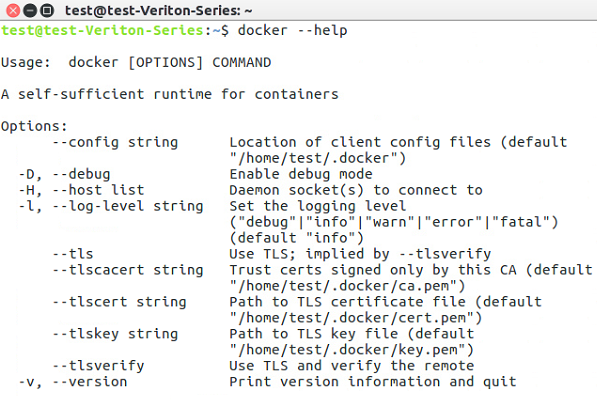 test@test-Veriton-Series: ~
test@test-Veriton-Series:~$ docker --help
Usage:  docker [OPTIONS] COMMAND
A self-sufficient runtime for containers
Options:
      --config string      Location of client config files (default
                           "/home/test/.docker")
  -D, --debug              Enable debug mode
  -H, --host list          Daemon socket(s) to connect to
  -l, --log-level string   Set the logging level
                           ("debug"|"info"|"warn"|"error"|"fatal")
                           (default "info")
      --tls                Use TLS; implied by --tlsverify
      --tlscacert string   Trust certs signed only by this CA (default
                           "/home/test/.docker/ca.pem")
      --tlscert string     Path to TLS certificate file (default
                           "/home/test/.docker/cert.pem")
      --tlskey string      Path to TLS key file (default
                           "/home/test/.docker/key.pem")
      --tlsverify          Use TLS and verify the remote
  -v, --version            Print version information and quit